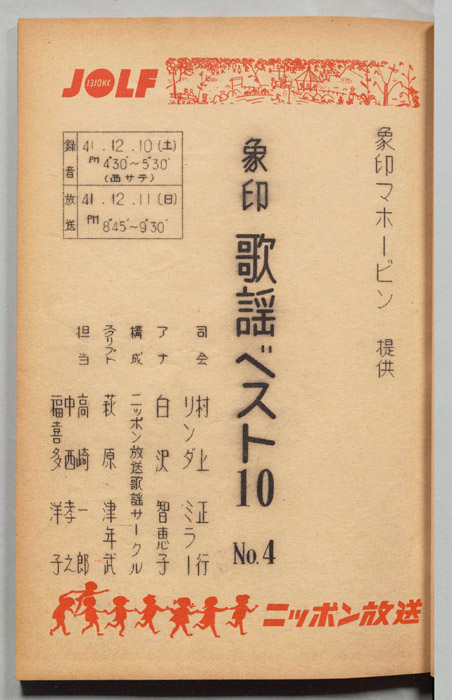 JOLF
1310KC
象印マホービン 提供
象印 歌謡ベスト10 No.4
録音 41.12.10(土)
PM 4°30'~5°30'
(西サテ)
放送 41.12.11(日)
PM 8°45'~9°30'
司会 村上正行
リンダ ミラー
アナ 白沢智恵子
構成 ニッポン放送歌謡サークル
スクリプト 萩原津年武
担当 高崎一郎
中西孝之
福喜多洋子
ニッポン放送